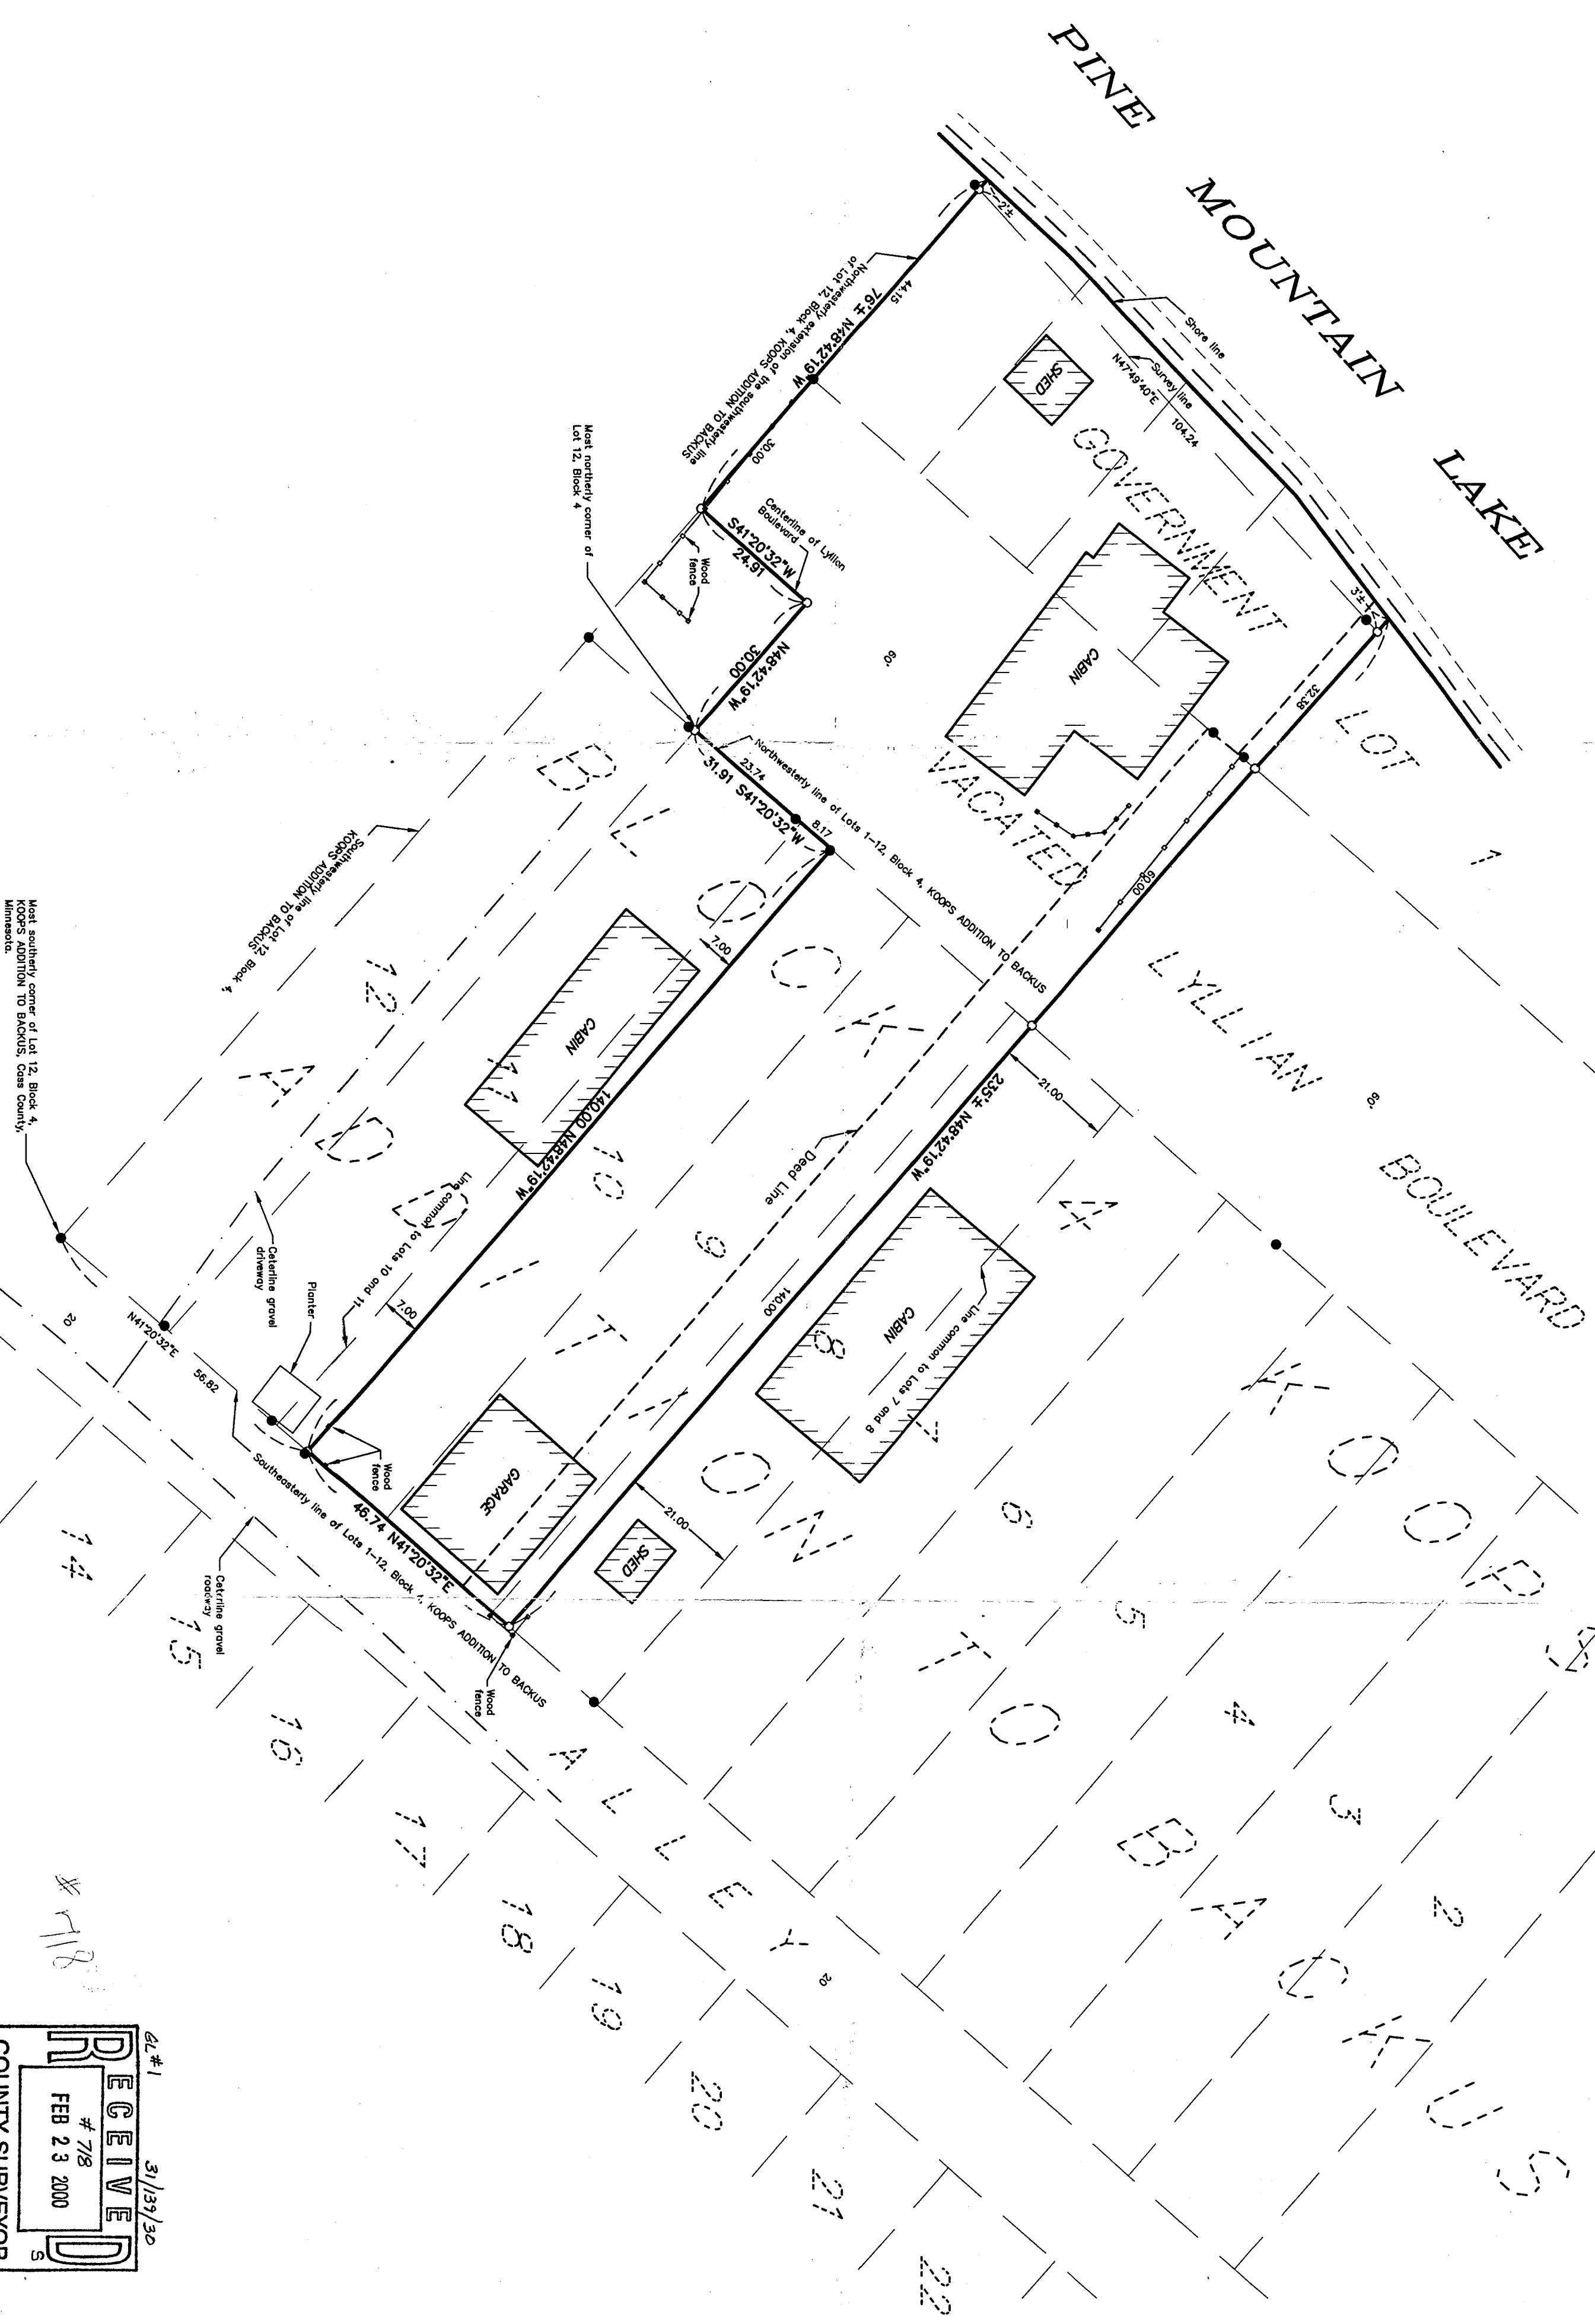 PINE MOUNTAIN LAKE
2'±
Shore line
Survey line
N47°49'40"E 104.24
3'±
44.15
76'± N48°42'19"W
Northwesterly extension of the southwesterly line
of Lot 12, Block 4, KOOPS ADDITION TO BACKUS
30.00
SHED
GOVERNMENT LOT 1
CABIN
32.38
60.00
60'
VACATED LYLLIAN BOULEVARD
60'
Centerline of Lyllion
Boulevard
S41°20'32"W
24.91
Wood
fence
N48°42'19"W
30.00
Most northerly corner of
Lot 12, Block 4
Northwesterly line of Lots 1-12, Block 4, KOOPS ADDITION TO BACKUS
23.74
8.17
31.91 S41°20'32"W
BLOCK 4
21.00
235'± N48°42'19"W
Deed Line
140.00
7.00
CABIN
140.00 N48°42'19"W
Line common to Lots 10 and 11
7.00
CABIN
Line common to Lots 7 and 8
21.00
Southwesterly line of Lot 12, Block 4,
KOOPS ADDITION TO BACKUS
12
11
10
9
8
7
6
5
4
3
2
KOOPS
ADDITION TO BACKUS
Most southerly corner of Lot 12, Block 4,
KOOPS ADDITION TO BACKUS, Cass County,
Minnesota.
Ceterline gravel
driveway
Planter
N41°20'32"E
56.82
20
Wood
fence
GARAGE
SHED
46.74 N41°20'32"E
Southeasterly line of Lots 1-12, Block 4, KOOPS ADDITION TO BACKUS
Wood
fence
Cetrline gravel
roadway
ALLEY
20
14
15
16
17
18
19
20
21
22
# 718
GL#1 31/139/30
RECEIVED
# 718
FEB 23 2000
COUNTY SURVEYOR
S